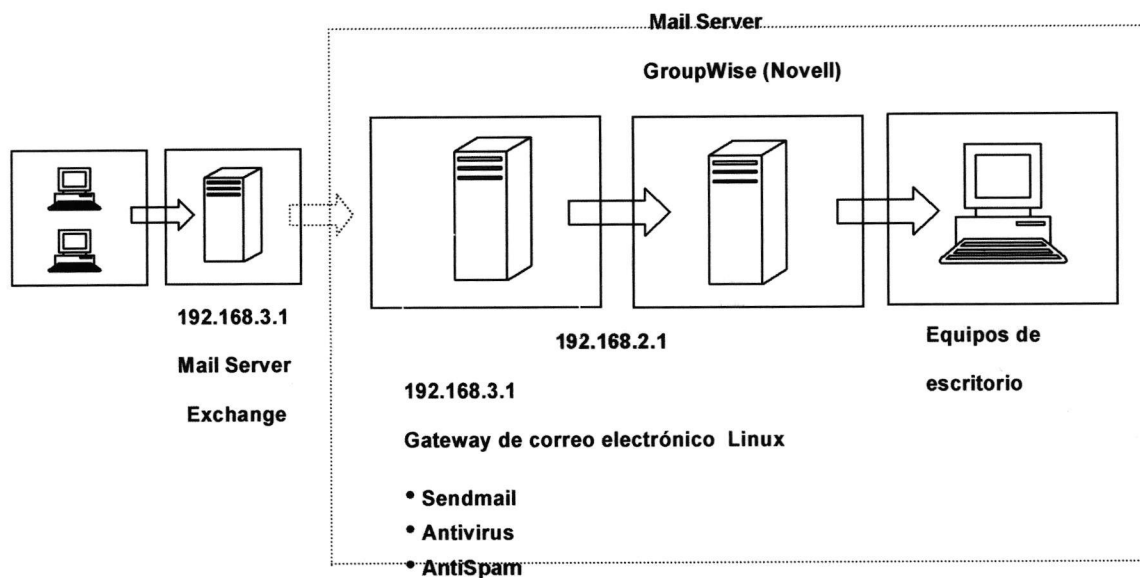 Mail Server
GroupWise (Novell)
192.168.3.1
Mail Server
Exchange
192.168.2.1
192.168.3.1
Gateway de correo electrónico Linux
• Sendmail
• Antivirus
• AntiSpam
Equipos de
escritorio